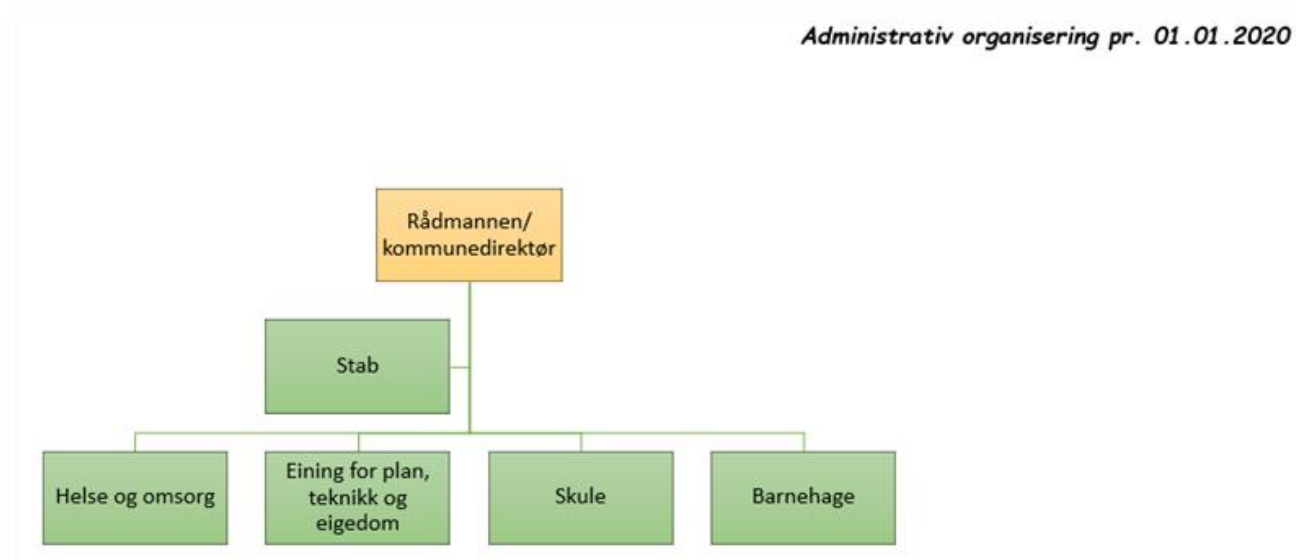 Administrativ organisering pr. 01.01.2020
Rådmannen/
kommunedirektør
Stab
Helse og omsorg
Eining for plan,
teknikk og
eigedom
Skule
Barnehage